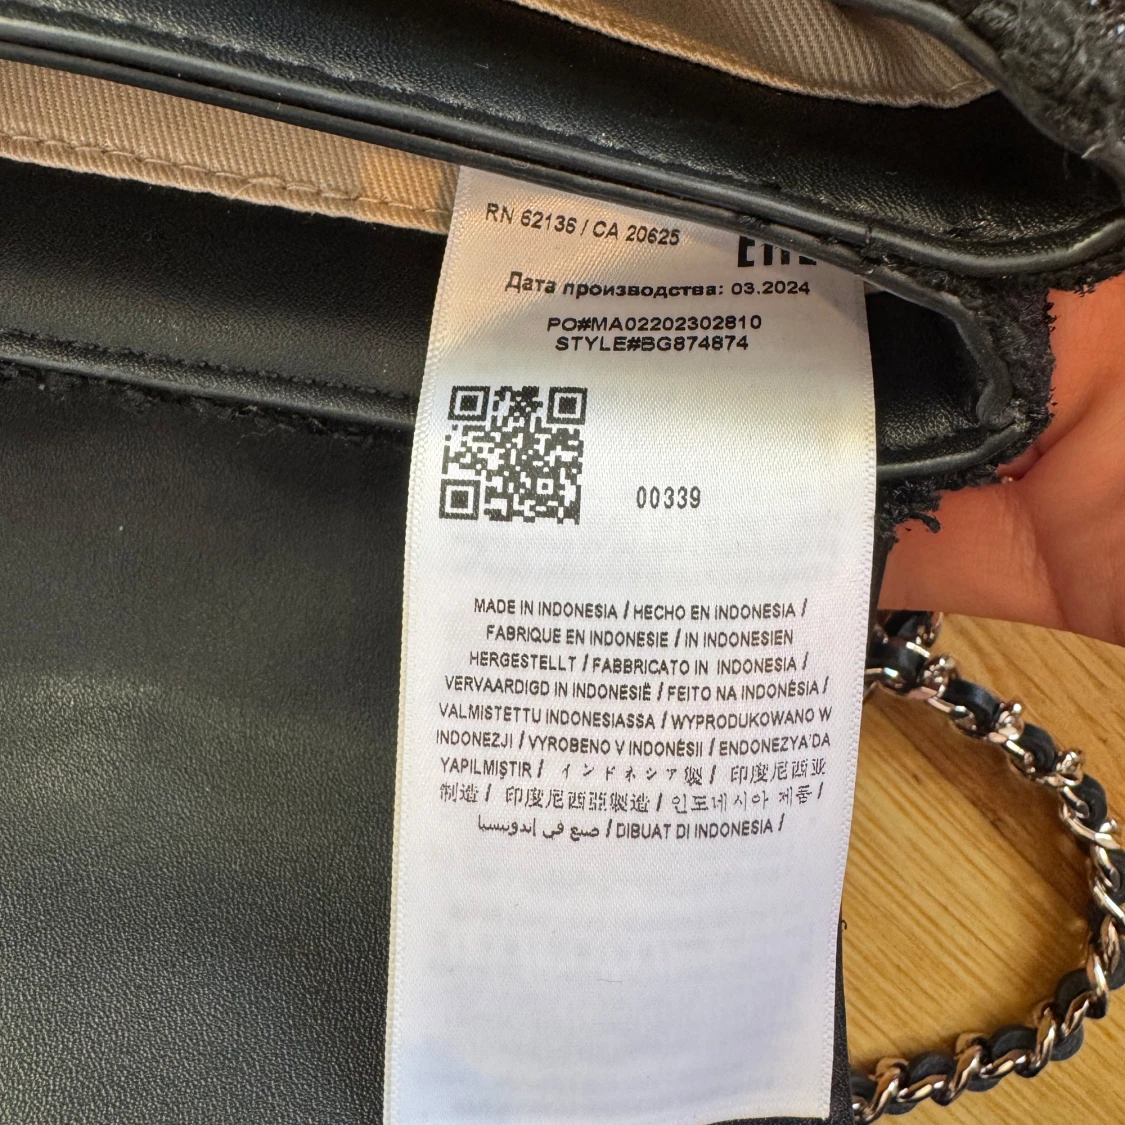 RN 62136 / CA 20625
Дата производства: 03.2024
PO#MA02202302810
STYLE#BG874874
00339
MADE IN INDONESIA / HECHO EN INDONESIA /
FABRIQUE EN INDONESIE / IN INDONESIEN
HERGESTELLT / FABBRICATO IN INDONESIA /
VERVAARDIGD IN INDONESIË / FEITO NA INDONÉSIA /
VALMISTETTU INDONESIASSA / WYPRODUKOWANO W
INDONEZJI / VYROBENO V INDONÉSII / ENDONEZYA'DA
YAPILMIŞTIR / インドネシア製 / 印度尼西亚
制造 / 印度尼西亞製造 / 인도네시아 제품 /
صنع في إندونيسيا / DIBUAT DI INDONESIA /